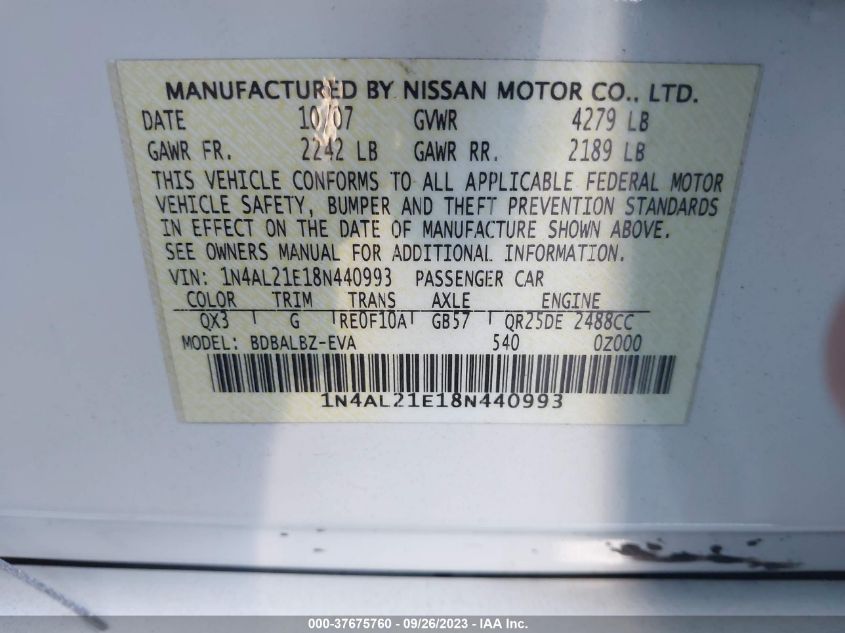 MANUFACTURED BY NISSAN MOTOR CO., LTD.
DATE 10/07 GVWR 4279 LB
GAWR FR. 2242 LB GAWR RR. 2189 LB
THIS VEHICLE CONFORMS TO ALL APPLICABLE FEDERAL MOTOR
VEHICLE SAFETY, BUMPER AND THEFT PREVENTION STANDARDS
IN EFFECT ON THE DATE OF MANUFACTURE SHOWN ABOVE.
SEE OWNERS MANUAL FOR ADDITIONAL INFORMATION.
VIN: 1N4AL21E18N440993 PASSENGER CAR
COLOR TRIM TRANS AXLE ENGINE
QX3 G RE0F10A GB57 QR25DE 2488CC
MODEL: BDBALBZ-EVA 540 0Z000
1N4AL21E18N440993
000-37675760 - 09/26/2023 - IAA Inc.